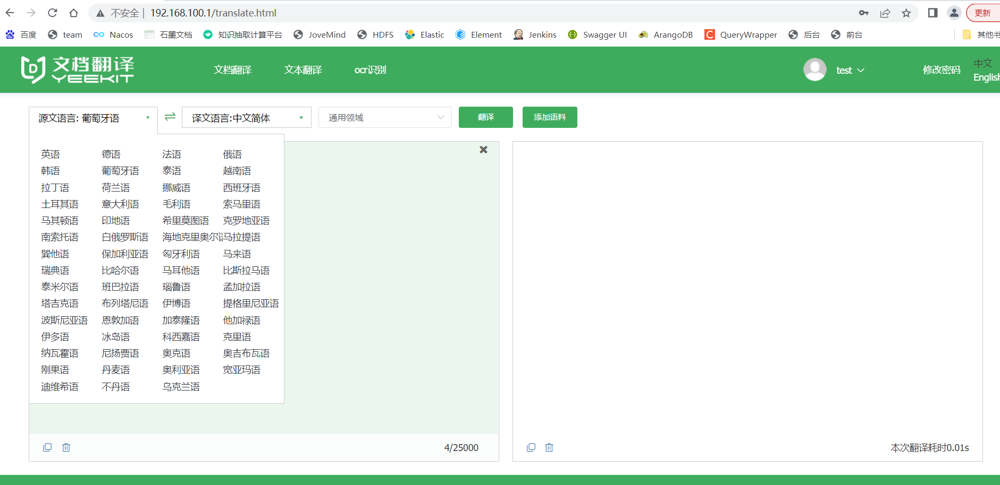 不安全 | 192.168.100.1/translate.html 更新
百度 team Nacos 石墨文档 知识抽取计算平台 JoveMind HDFS Elastic Element Jenkins Swagger UI ArangoDB QueryWrapper 后台 前台 其他书
文档翻译
YEEKIT
文档翻译 文本翻译 ocr识别 test 修改密码
中文
English
源文语言: 葡萄牙语 译文语言:中文简体 通用领域 翻译 添加语料
英语 德语 法语 俄语
韩语 葡萄牙语 泰语 越南语
拉丁语 荷兰语 挪威语 西班牙语
土耳其语 意大利语 毛利语 索马里语
马其顿语 印地语 希里莫图语 克罗地亚语
南索托语 白俄罗斯语 海地克里奥尔语 马拉提语
巽他语 保加利亚语 匈牙利语 马来语
瑞典语 比哈尔语 马耳他语 比斯拉马语
泰米尔语 班巴拉语 瑙鲁语 孟加拉语
塔吉克语 布列塔尼语 伊博语 提格里尼亚语
波斯尼亚语 恩敦加语 加泰隆语 他加禄语
伊多语 冰岛语 科西嘉语 克里语
纳瓦霍语 尼扬贾语 奥克语 奥吉布瓦语
刚果语 丹麦语 奥利亚语 宽亚玛语
迪维希语 不丹语 乌克兰语
4/25000 本次翻译耗时0.01s